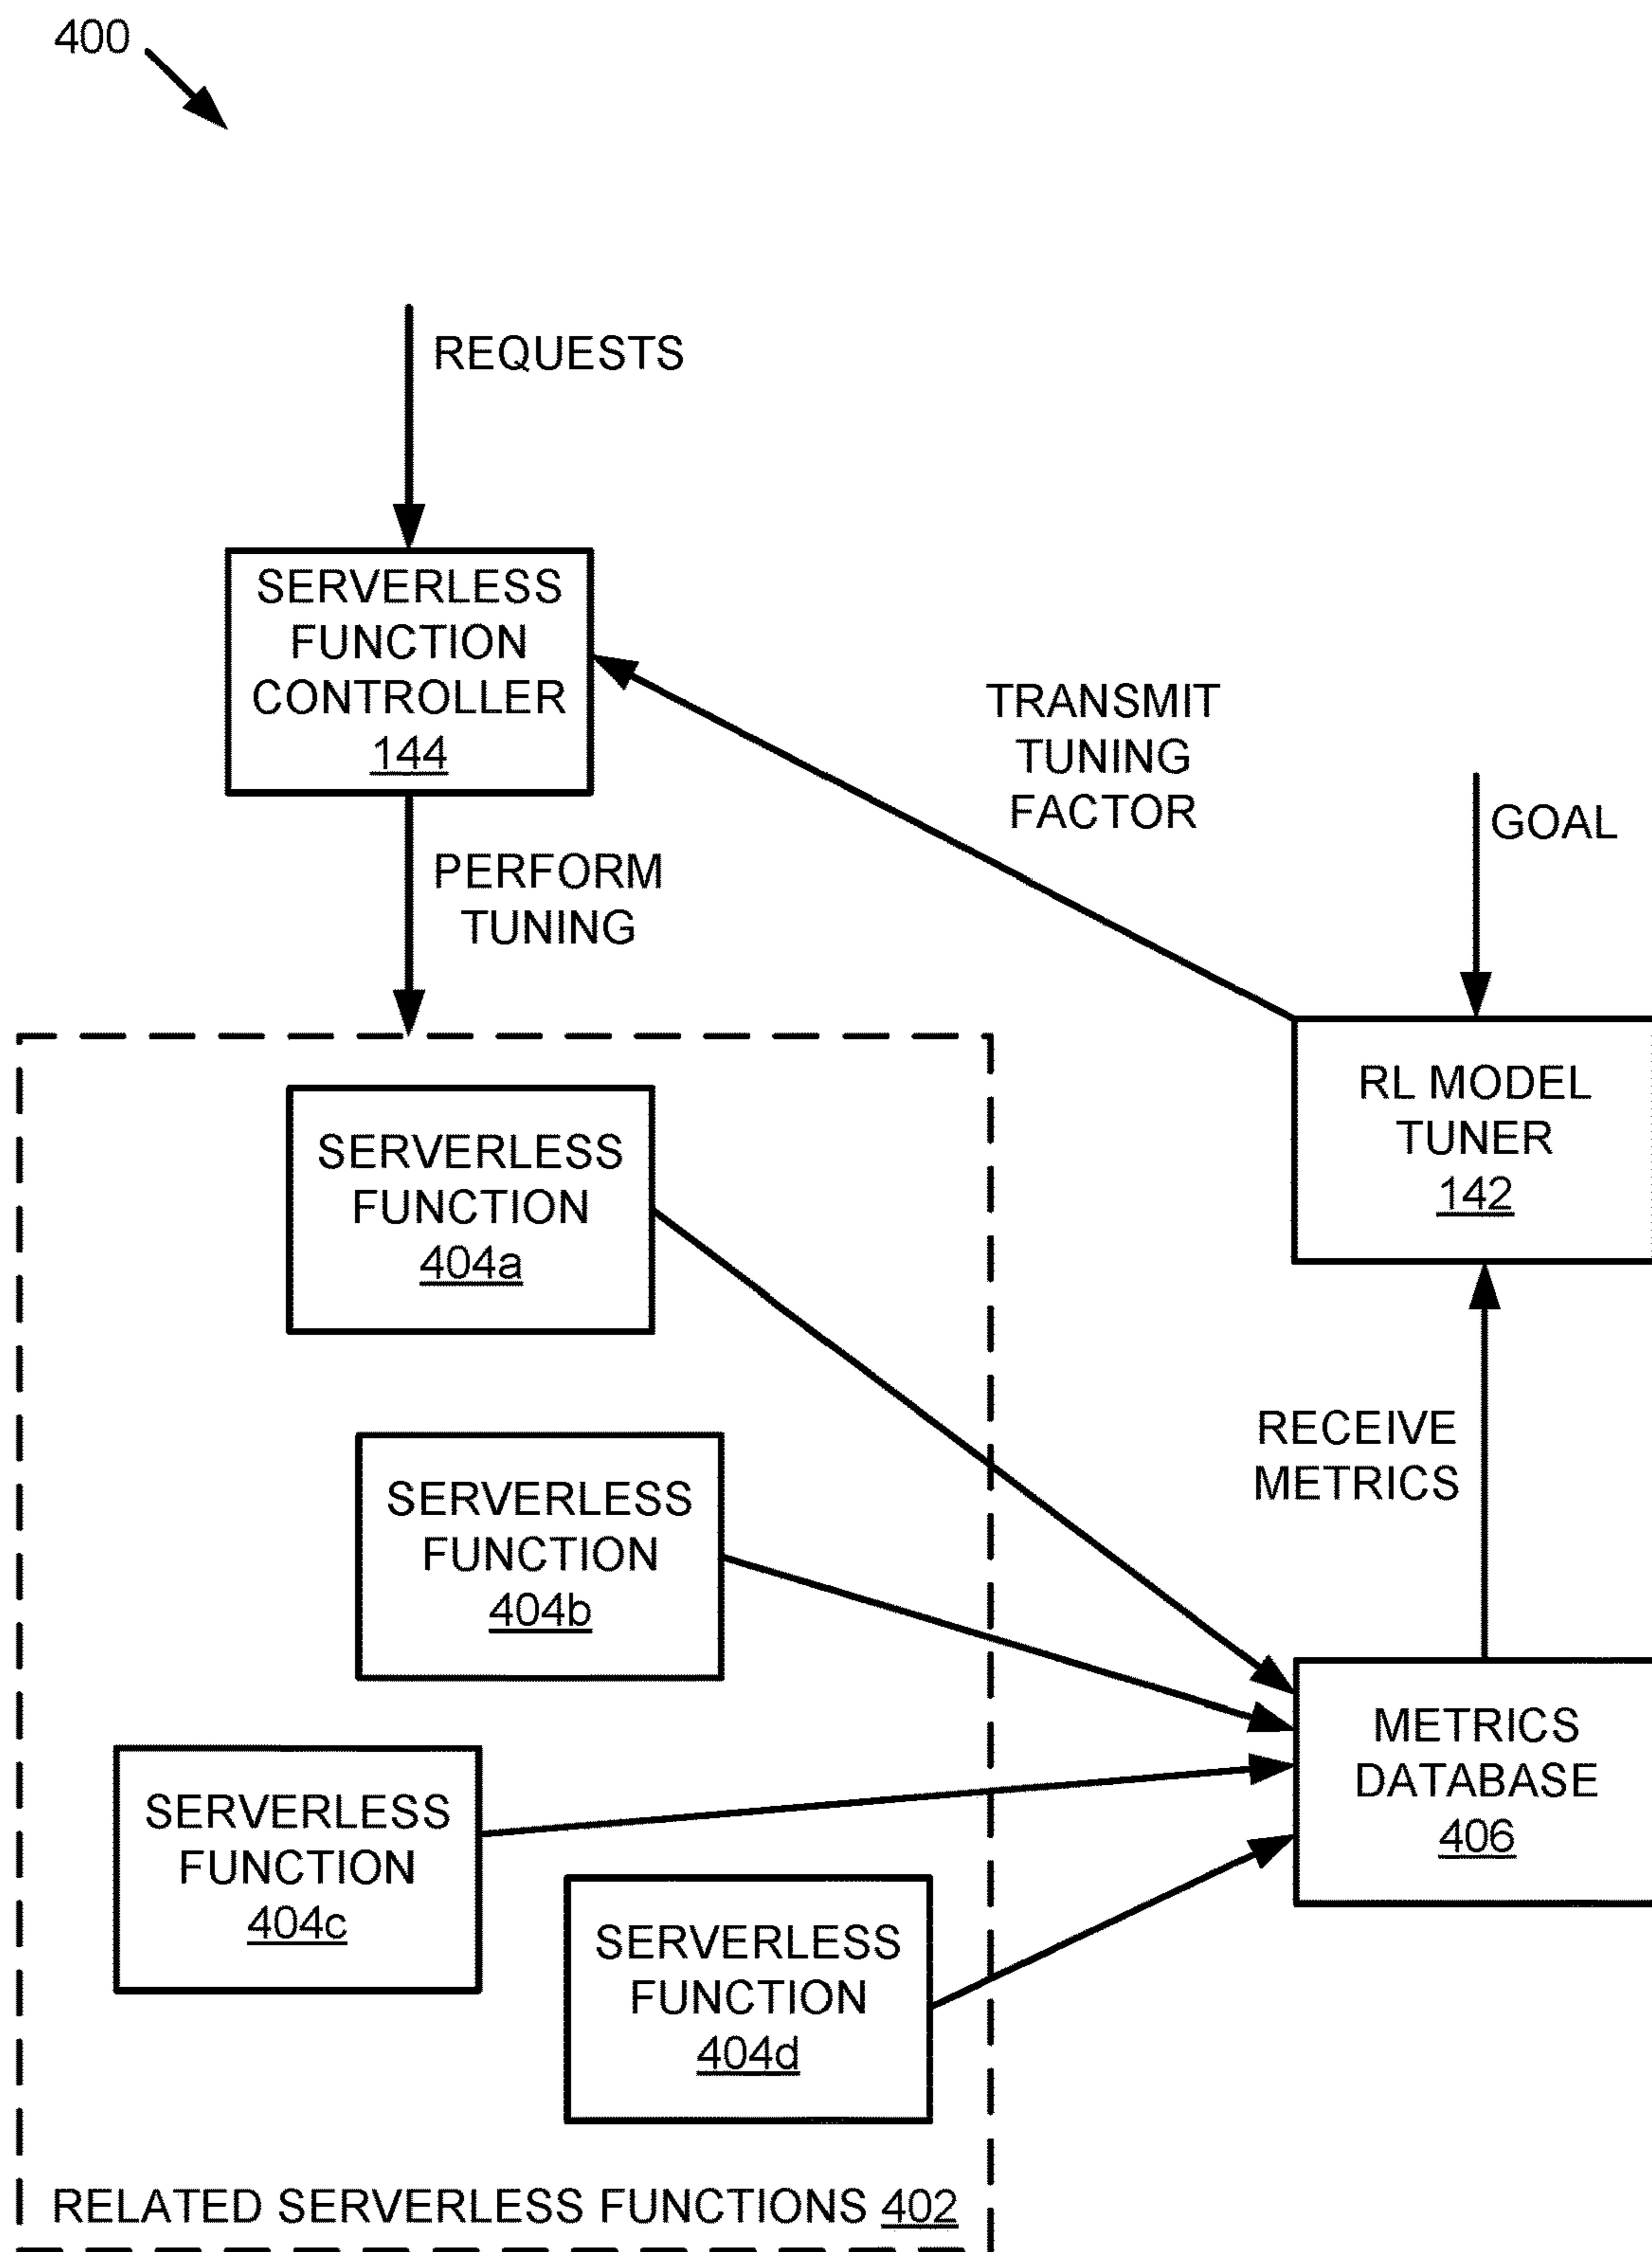 400
REQUESTS
SERVERLESS
FUNCTION
CONTROLLER
144
TRANSMIT
TUNING
FACTOR
GOAL
PERFORM
TUNING
RL MODEL
TUNER
142
SERVERLESS
FUNCTION
404a
RECEIVE
METRICS
SERVERLESS
FUNCTION
404b
METRICS
DATABASE
406
SERVERLESS
FUNCTION
404c
SERVERLESS
FUNCTION
404d
RELATED SERVERLESS FUNCTIONS 402